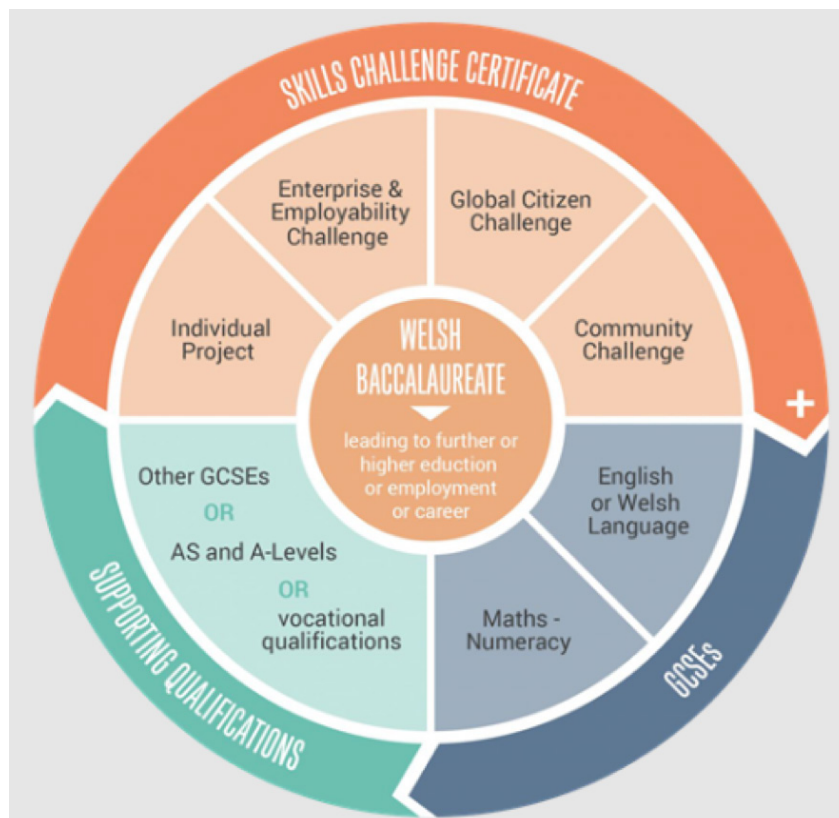 SKILLS CHALLENGE CERTIFICATE
Enterprise &
Employability
Challenge
Global Citizen
Challenge
Individual
Project
WELSH
BACCALAUREATE
leading to further or
higher eduction
or employment
or career
Community
Challenge
+
Other GCSEs
OR
AS and A-Levels
OR
vocational
qualifications
English
or Welsh
Language
Maths -
Numeracy
SUPPORTING QUALIFICATIONS
GCSEs